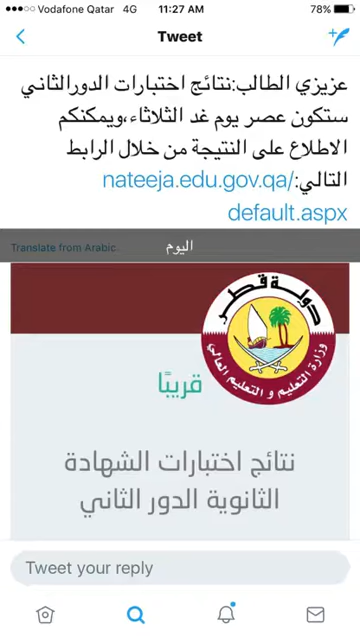 Vodafone Qatar 4G 11:27 AM 78%
Tweet
عزيزي الطالب:نتائج اختبارات الدورالثاني
ستكون عصر يوم غد الثلاثاء،ويمكنكم
الاطلاع على النتيجة من خلال الرابط
التالي:nateeja.edu.gov.qa/
default.aspx
Translate from Arabic
اليوم
دولة قطر
وزارة التعليم و التعليم العالي
قريبًا
نتائج اختبارات الشهادة
الثانوية الدور الثاني
Tweet your reply